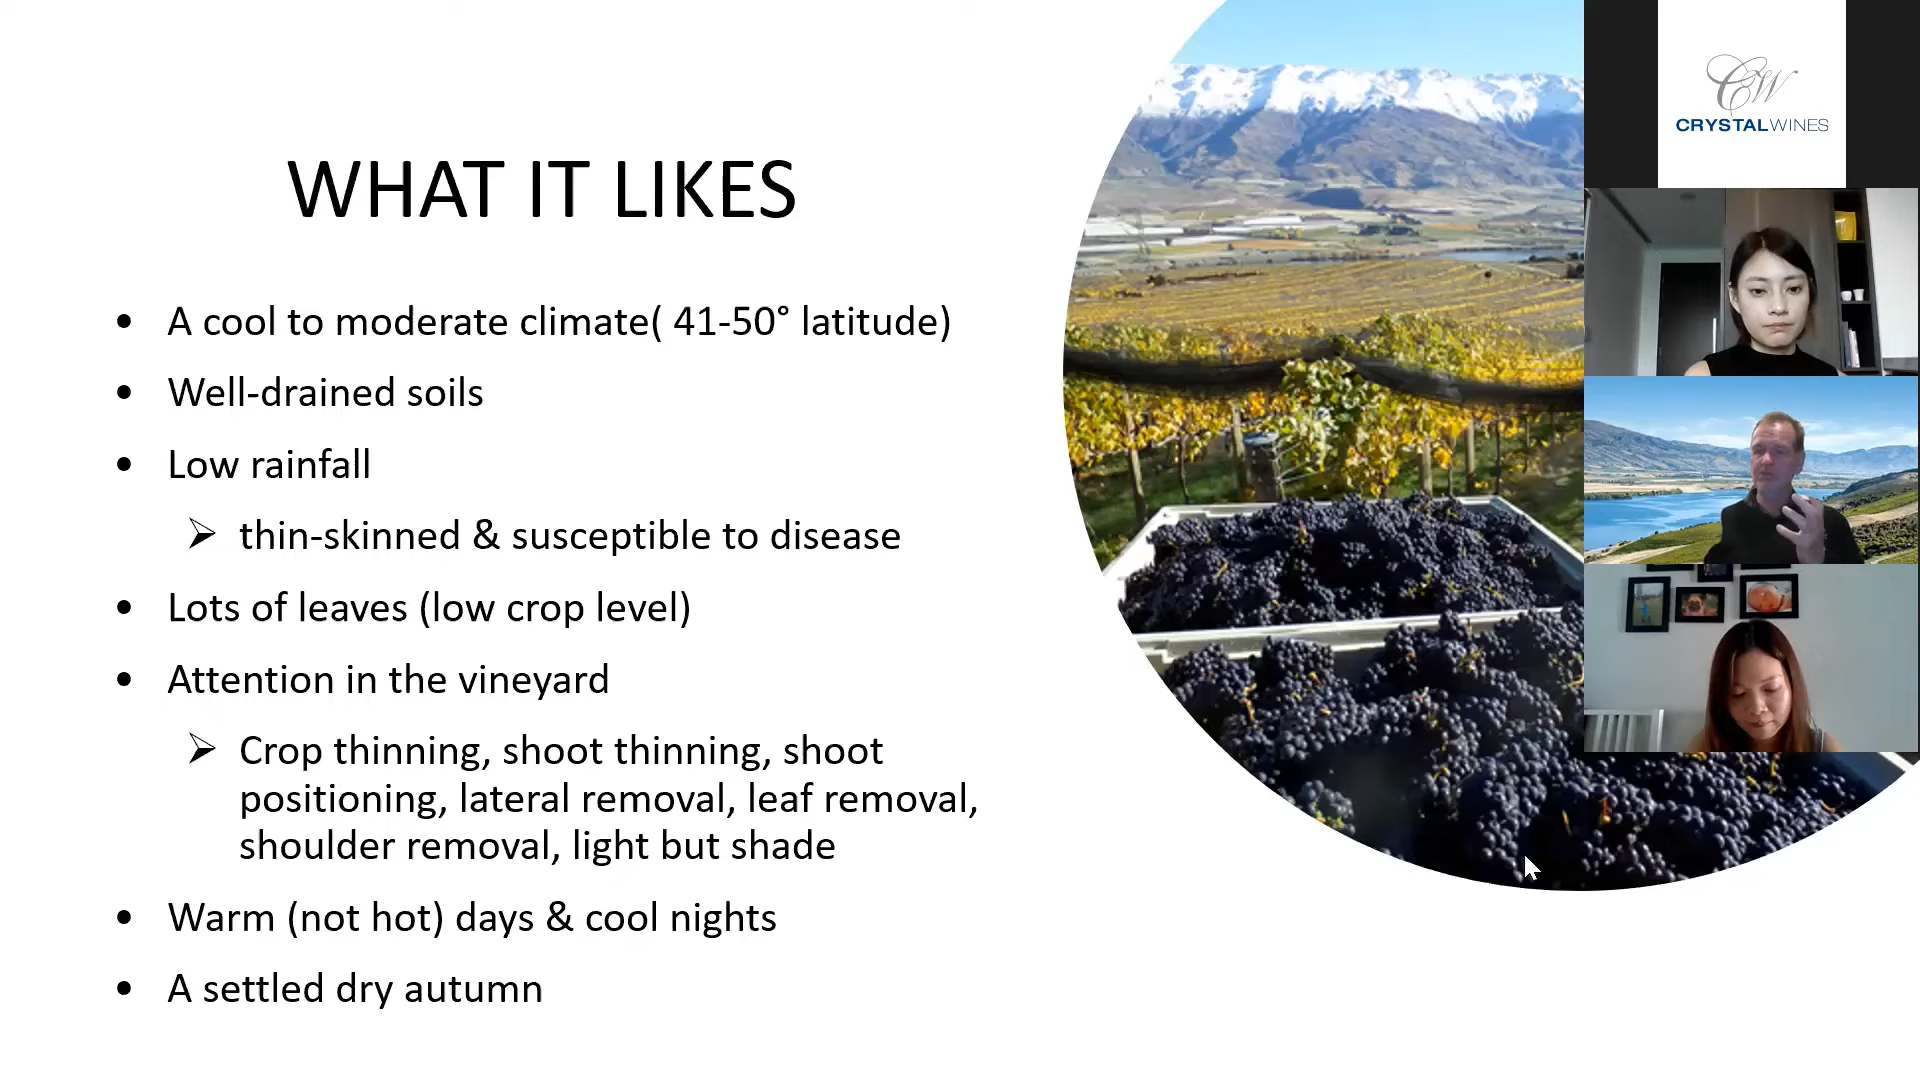 WHAT IT LIKES
• A cool to moderate climate( 41-50° latitude)
• Well-drained soils
• Low rainfall
➢ thin-skinned & susceptible to disease
• Lots of leaves (low crop level)
• Attention in the vineyard
➢ Crop thinning, shoot thinning, shoot
positioning, lateral removal, leaf removal,
shoulder removal, light but shade
• Warm (not hot) days & cool nights
• A settled dry autumn
CW
CRYSTALWINES